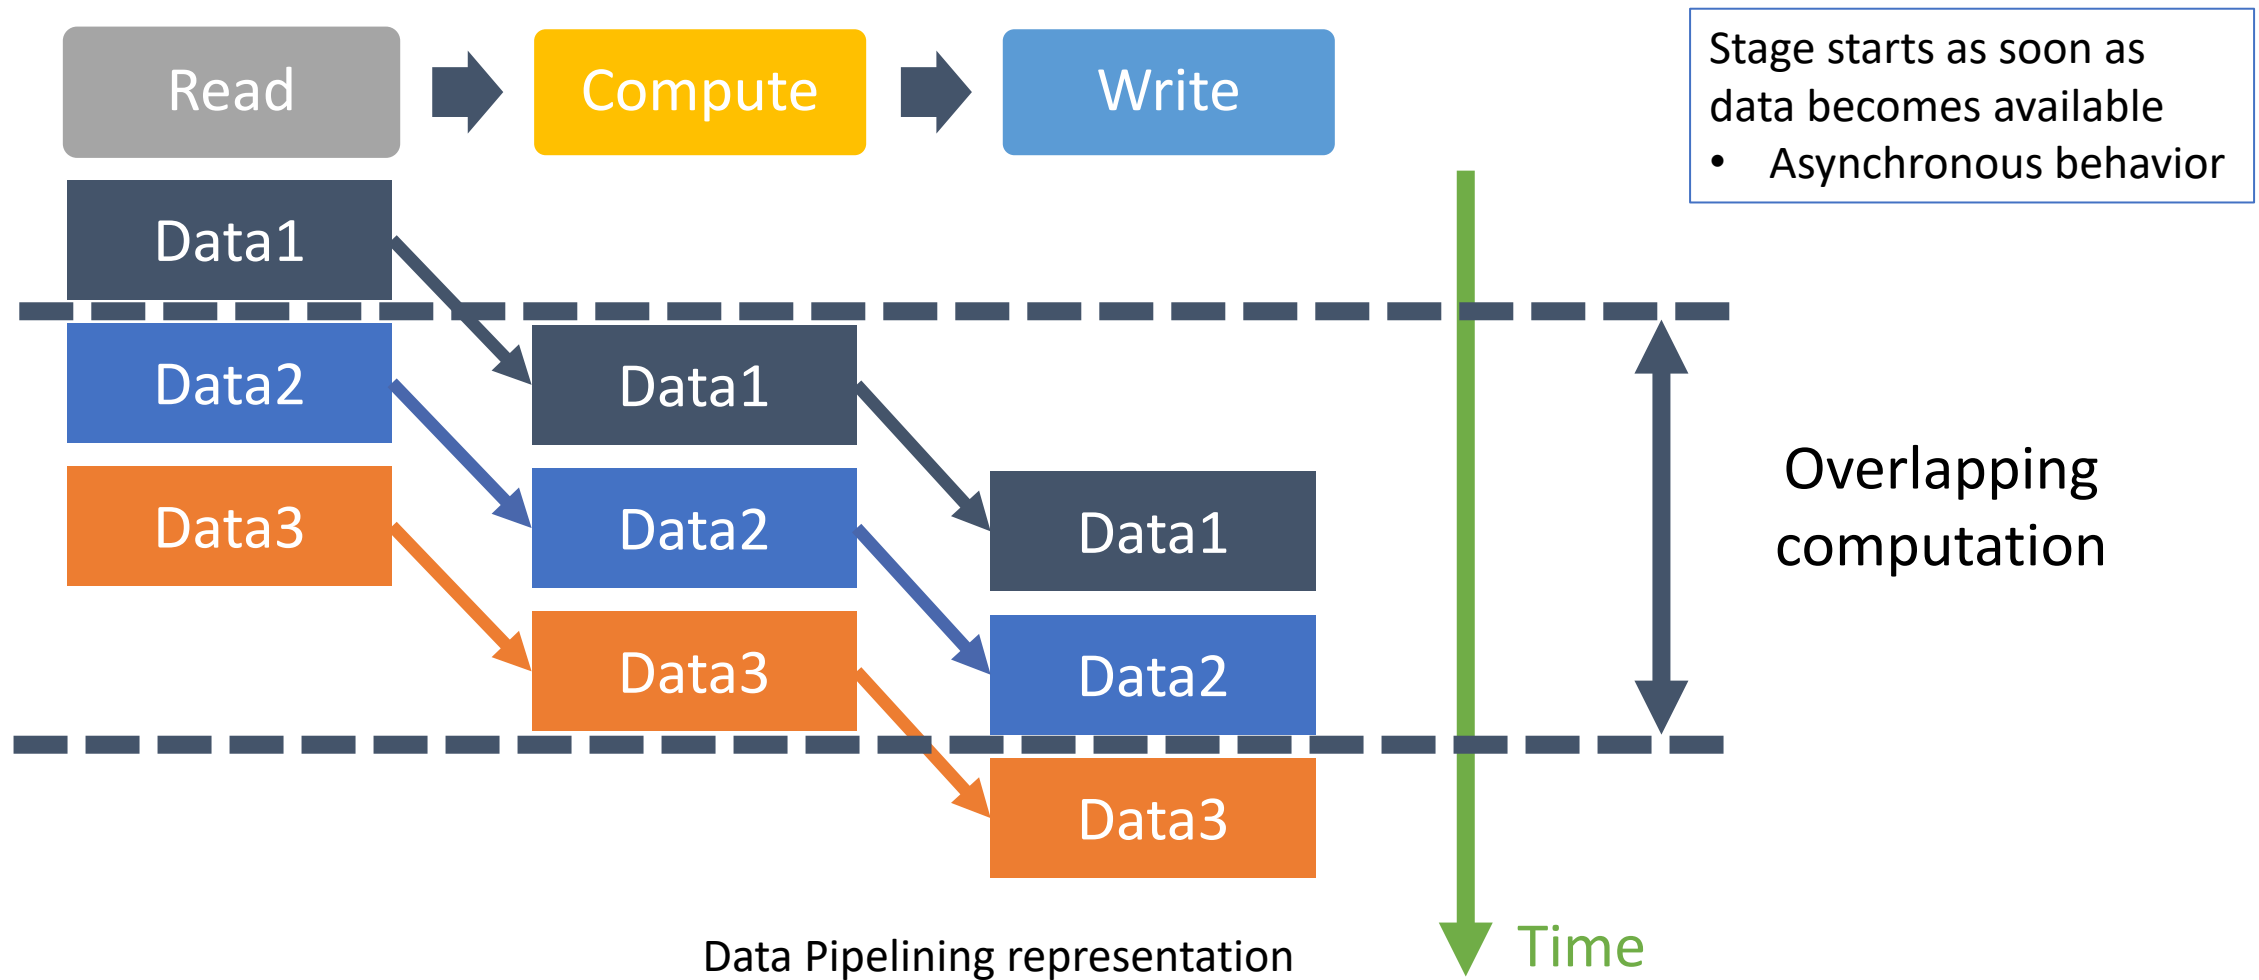 Read
Compute
Write
Stage starts as soon as
data becomes available
• Asynchronous behavior
Data1
Data2
Data1
Data3
Data2
Data1
Data3
Data2
Data3
Overlapping
computation
Time
Data Pipelining representation